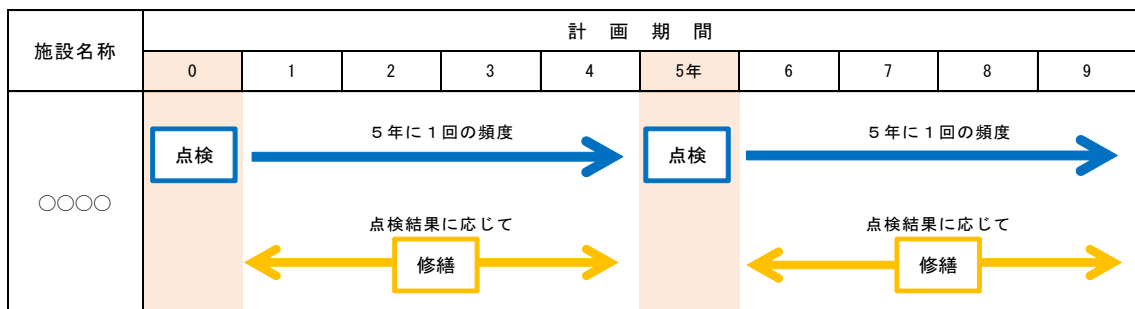 施設名称
計 画 期 間
0 1 2 3 4 5年 6 7 8 9
○○○○
点検
５年に１回の頻度
点検
５年に１回の頻度
点検結果に応じて
修繕
点検結果に応じて
修繕